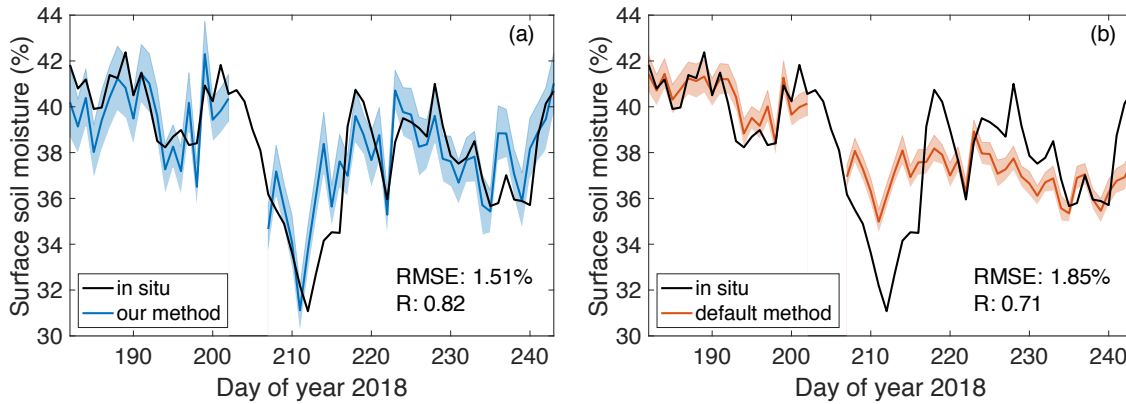 (a)
Surface soil moisture (%)
44
42
40
38
36
34
32
30
in situ
our method
RMSE: 1.51%
R: 0.82
190
200
210
220
230
240
Day of year 2018
(b)
Surface soil moisture (%)
44
42
40
38
36
34
32
30
in situ
default method
RMSE: 1.85%
R: 0.71
190
200
210
220
230
240
Day of year 2018